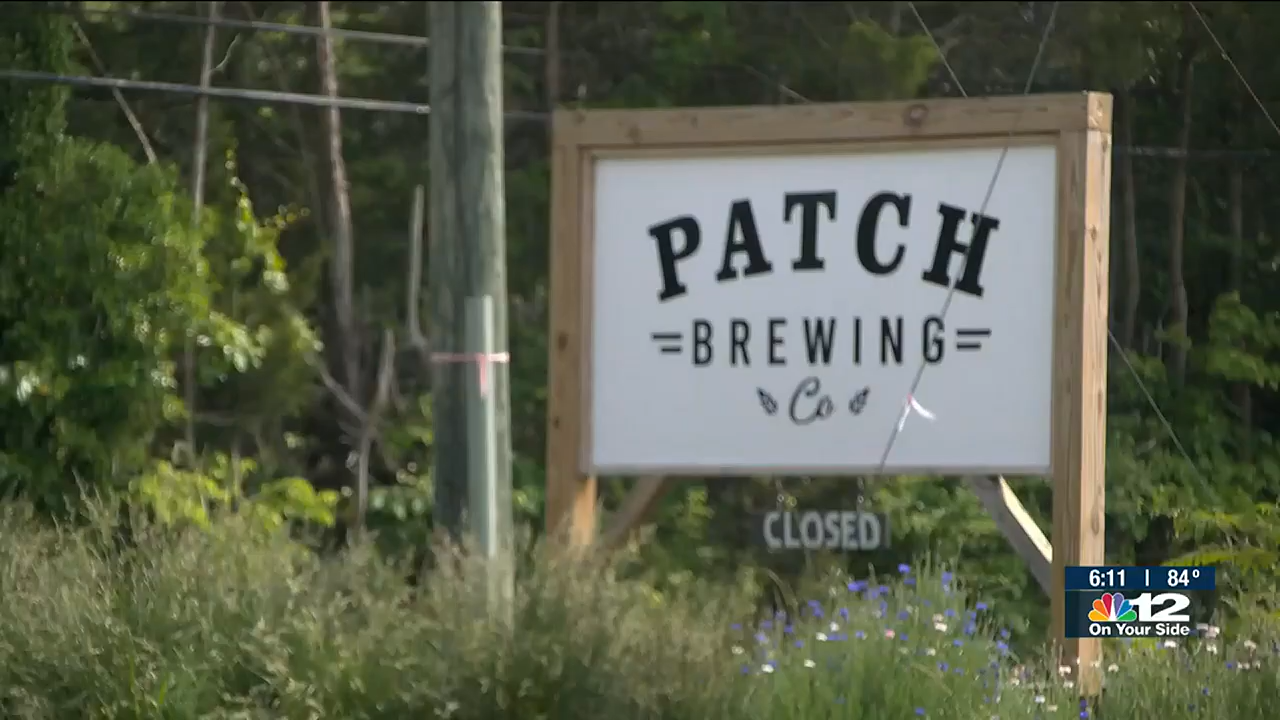 PATCH
BREWING
Co
CLOSED
6:11 | 84°
12
On Your Side